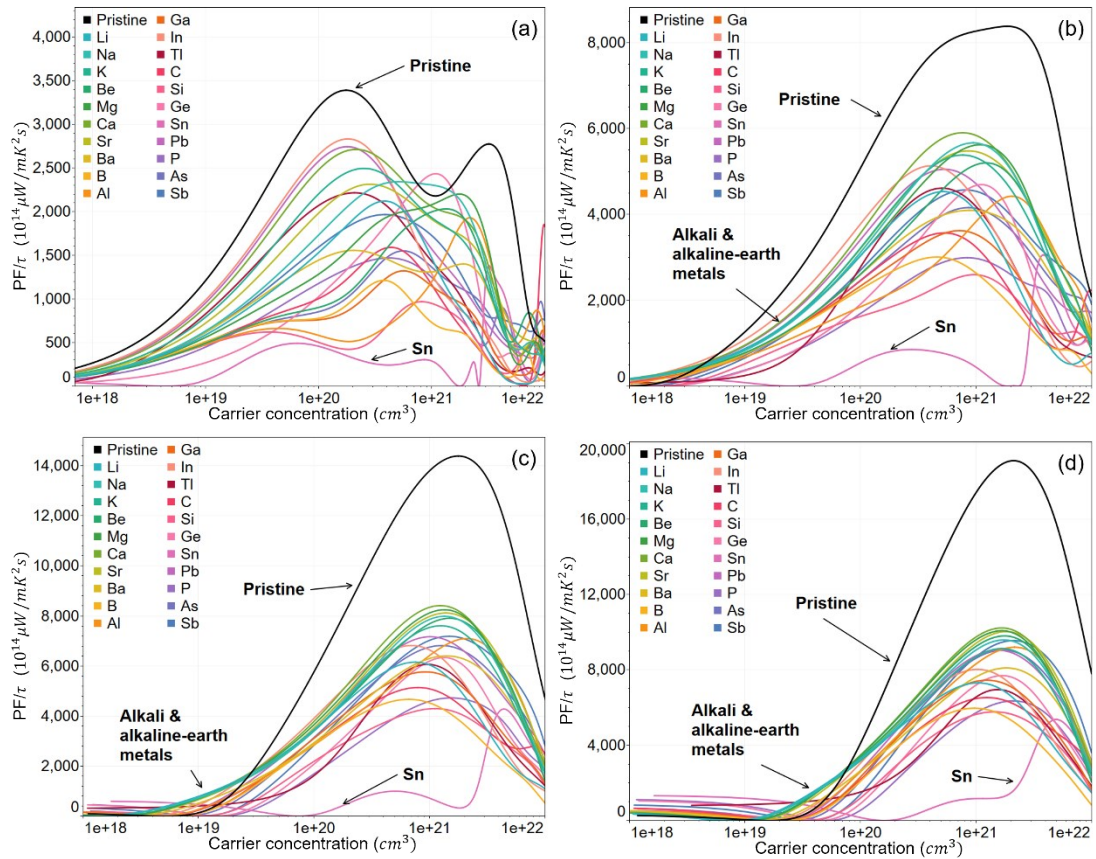 (a)
PF/τ (10¹⁴μW/mK²s)
4,000
3,500
3,000
2,500
2,000
1,500
1,000
500
0
Pristine Ga
Li In
Na Tl
K C
Be Si
Mg Ge
Ca Sn
Sr Pb
Ba P
B As
Al Sb
Pristine
Sn
1e+18 1e+19 1e+20 1e+21 1e+22
Carrier concentration (cm³)
(b)
PF/τ (10¹⁴μW/mK²s)
8,000
6,000
4,000
2,000
0
Pristine Ga
Li In
Na Tl
K C
Be Si
Mg Ge
Ca Sn
Sr Pb
Ba P
B As
Al Sb
Pristine
Alkali &
alkaline-earth
metals
Sn
1e+18 1e+19 1e+20 1e+21 1e+22
Carrier concentration (cm³)
(c)
PF/τ (10¹⁴μW/mK²s)
14,000
12,000
10,000
8,000
6,000
4,000
2,000
0
Pristine Ga
Li In
Na Tl
K C
Be Si
Mg Ge
Ca Sn
Sr Pb
Ba P
B As
Al Sb
Pristine
Alkali &
alkaline-earth
metals
Sn
1e+18 1e+19 1e+20 1e+21 1e+22
Carrier concentration (cm³)
(d)
PF/τ (10¹⁴μW/mK²s)
20,000
16,000
12,000
8,000
4,000
0
Pristine Ga
Li In
Na Tl
K C
Be Si
Mg Ge
Ca Sn
Sr Pb
Ba P
B As
Al Sb
Pristine
Alkali &
alkaline-earth
metals
Sn
1e+18 1e+19 1e+20 1e+21 1e+22
Carrier concentration (cm³)